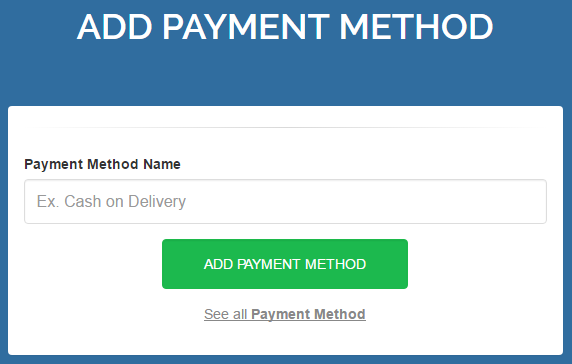 ADD PAYMENT METHOD
Payment Method Name
Ex. Cash on Delivery
ADD PAYMENT METHOD
See all Payment Method